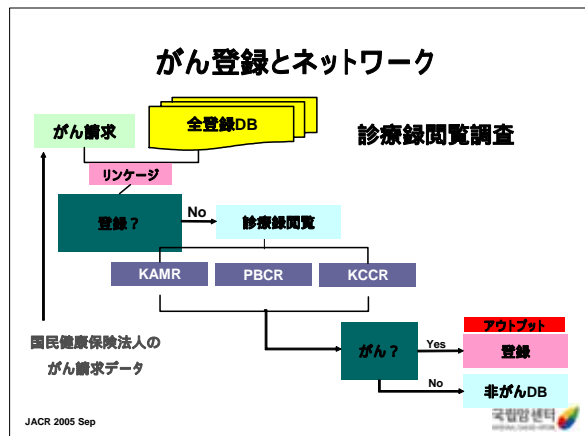 がん登録とネットワーク
がん請求
全登録DB
診療録閲覧調査
リンケージ
登録？
No
診療録閲覧
KAMR
PBCR
KCCR
国民健康保険法人の
がん請求データ
がん？
Yes
アウトプット
登録
No
非がんDB
JACR 2005 Sep
국립암센터
NATIONAL CANCER CENTER